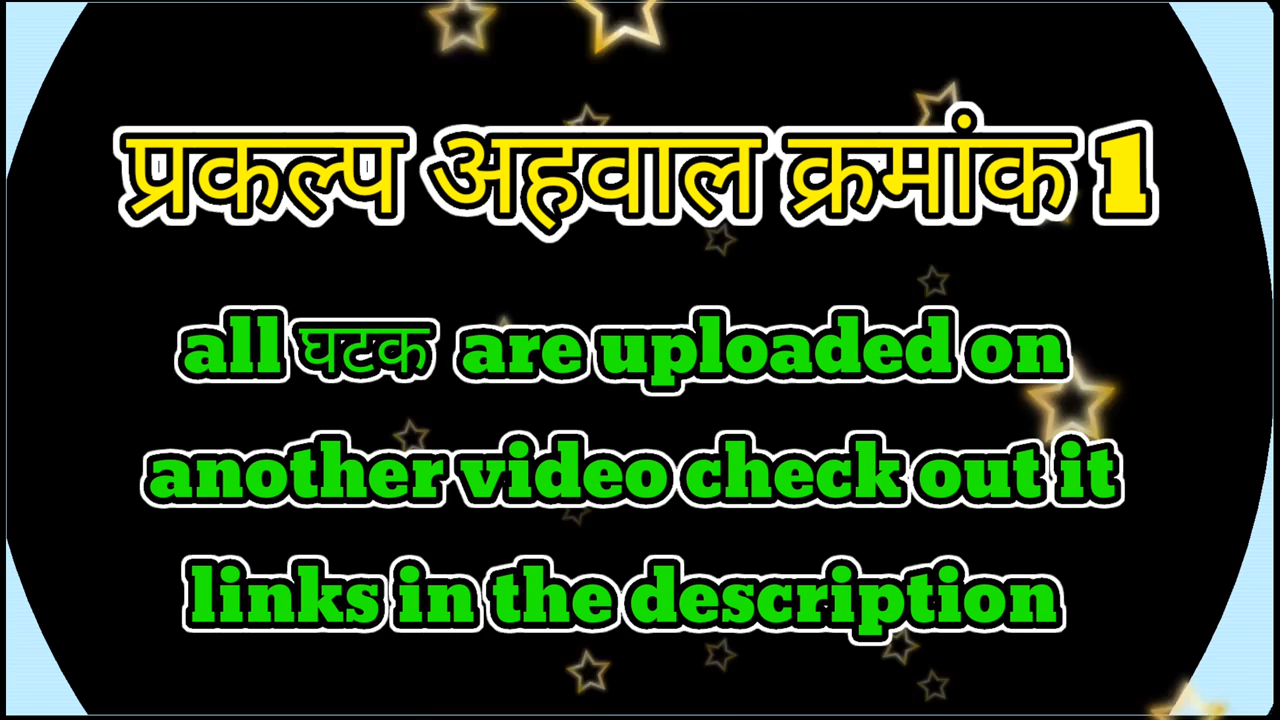 प्रकल्प अहवाल क्रमांक 1
all घटक are uploaded on
another video check out it
links in the description